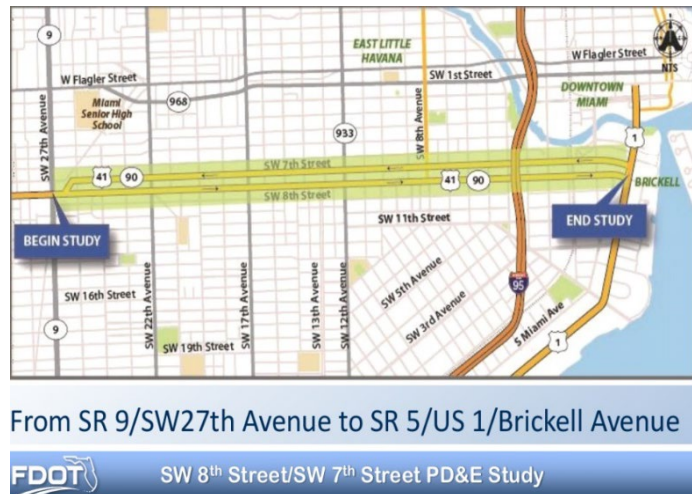 9
EAST LITTLE
HAVANA
W Flagler Street
NTS
W Flagler Street
SW 1st Street
DOWNTOWN
MIAMI
Miami
Senior High
School
968
SW 27th Avenue
933
SW 8th Avenue
1
SW 7th Street
41
90
SW 8th Street
41
90
BRICKELL
BEGIN STUDY
END STUDY
SW 11th Street
SW 16th Street
SW 22th Avenue
SW 17th Avenue
SW 13th Avenue
SW 12th Avenue
SW 5th Avenue
SW 3rd Avenue
95
S Miami Ave
9
SW 19th Street
1
From SR 9/SW27th Avenue to SR 5/US 1/Brickell Avenue
FDOT
SW 8th Street/SW 7th Street PD&E Study